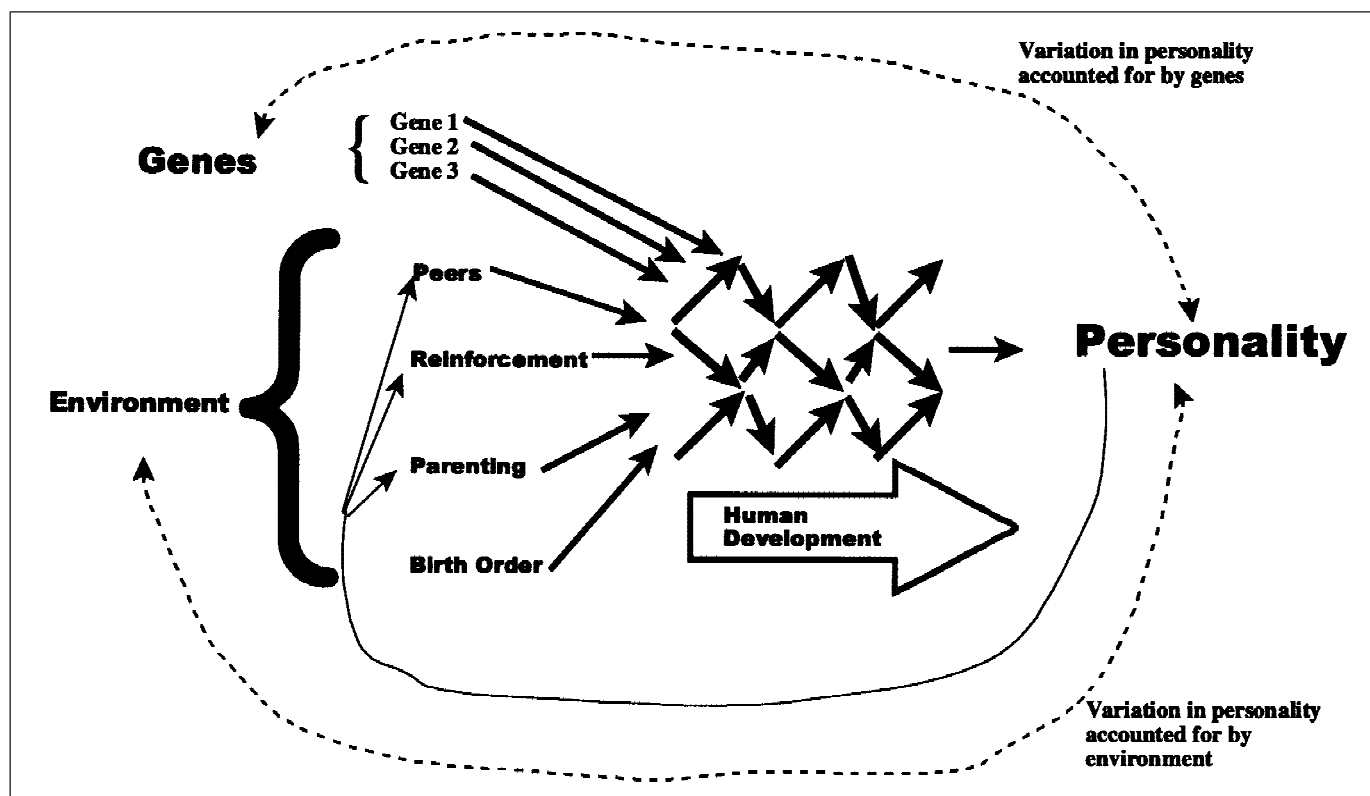 Variation in personality
accounted for by genes
Genes
Gene 1
Gene 2
Gene 3
Environment
Peers
Reinforcement
Parenting
Birth Order
Human
Development
Personality
Variation in personality
accounted for by
environment